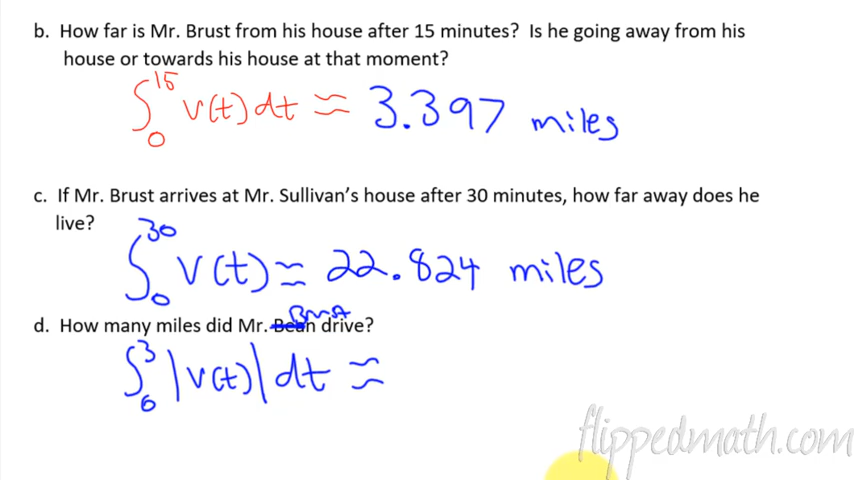 b. How far is Mr. Brust from his house after 15 minutes? Is he going away from his
house or towards his house at that moment?
∫₀¹⁵ v(t) dt ≈ 3.397 miles
c. If Mr. Brust arrives at Mr. Sullivan's house after 30 minutes, how far away does he
live?
∫₀³⁰ v(t) ≈ 22.824 miles
d. How many miles did Mr. drive?
∫₀³ |v(t)| dt ≈
flippedmath.com